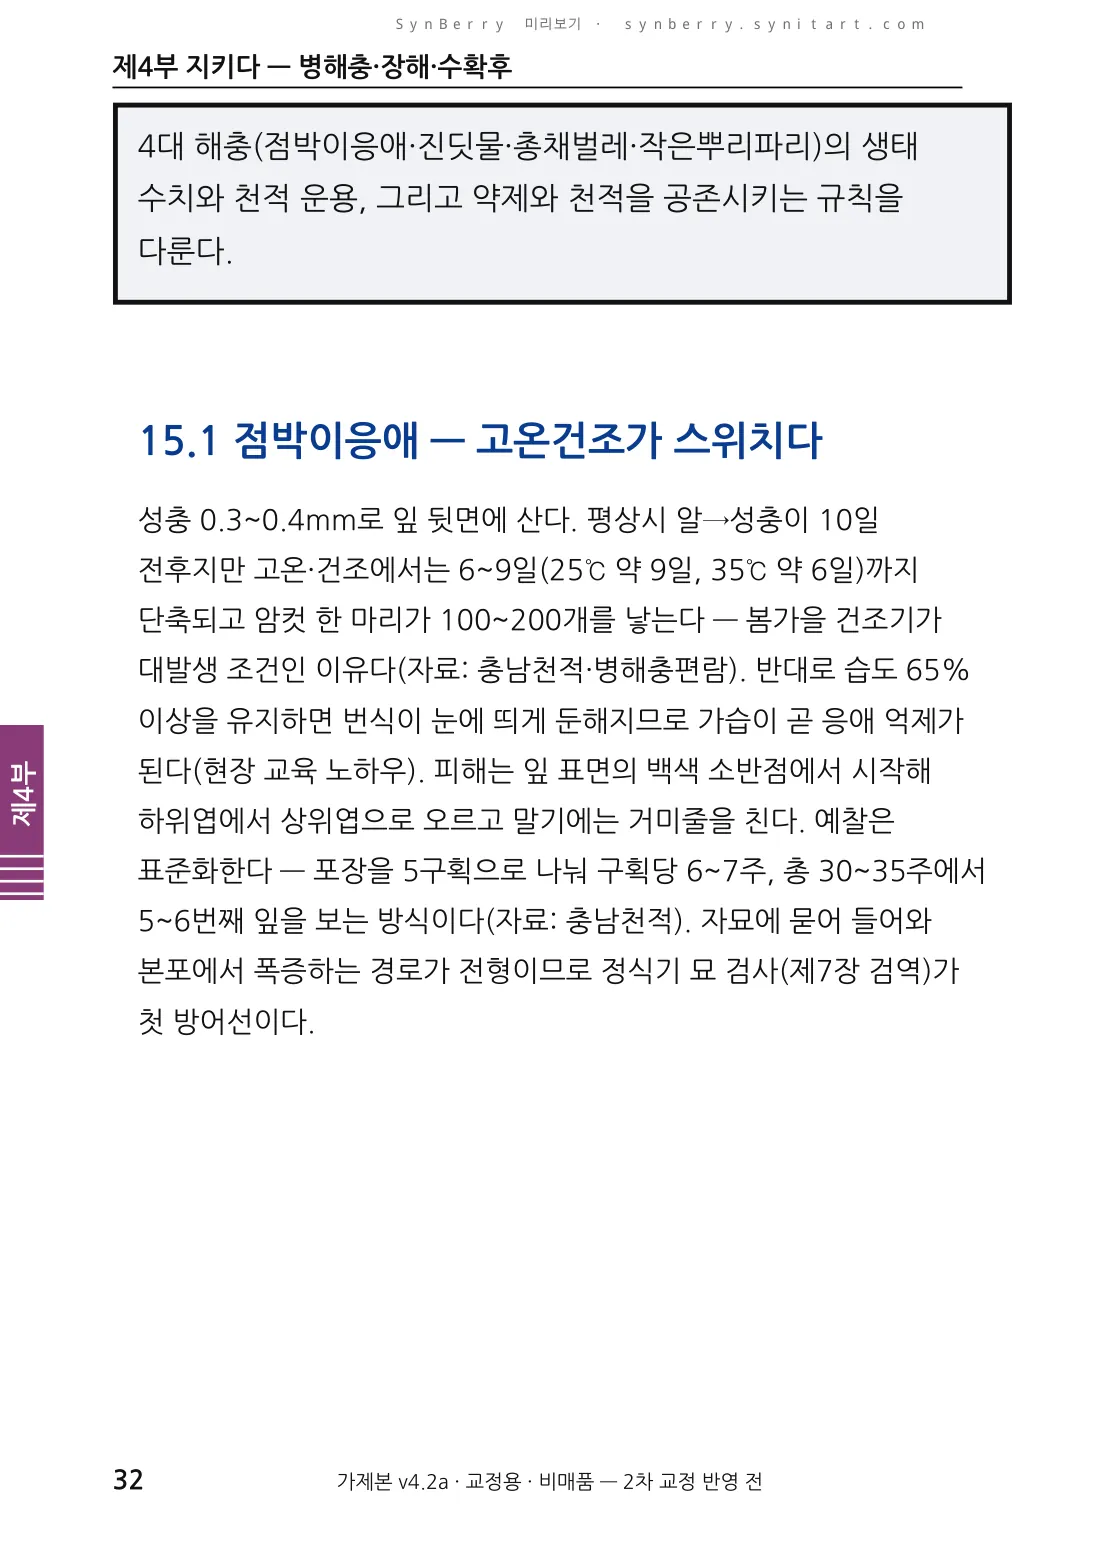 SynBerry 미리보기 · synberry.synitart.com
제4부 지키다 — 병해충·장해·수확후
4대 해충(점박이응애·진딧물·총채벌레·작은뿌리파리)의 생태
수치와 천적 운용, 그리고 약제와 천적을 공존시키는 규칙을
다룬다.
15.1 점박이응애 — 고온건조가 스위치다
성충 0.3~0.4mm로 잎 뒷면에 산다. 평상시 알→성충이 10일
전후지만 고온·건조에서는 6~9일(25℃ 약 9일, 35℃ 약 6일)까지
단축되고 암컷 한 마리가 100~200개를 낳는다 — 봄가을 건조기가
대발생 조건인 이유다(자료: 충남천적·병해충편람). 반대로 습도 65%
이상을 유지하면 번식이 눈에 띄게 둔해지므로 가습이 곧 응애 억제가
된다(현장 교육 노하우). 피해는 잎 표면의 백색 소반점에서 시작해
하위엽에서 상위엽으로 오르고 말기에는 거미줄을 친다. 예찰은
표준화한다 — 포장을 5구획으로 나눠 구획당 6~7주, 총 30~35주에서
5~6번째 잎을 보는 방식이다(자료: 충남천적). 자묘에 묻어 들어와
본포에서 폭증하는 경로가 전형이므로 정식기 묘 검사(제7장 검역)가
첫 방어선이다.
제4부
32
가제본 v4.2a · 교정용 · 비매품 — 2차 교정 반영 전